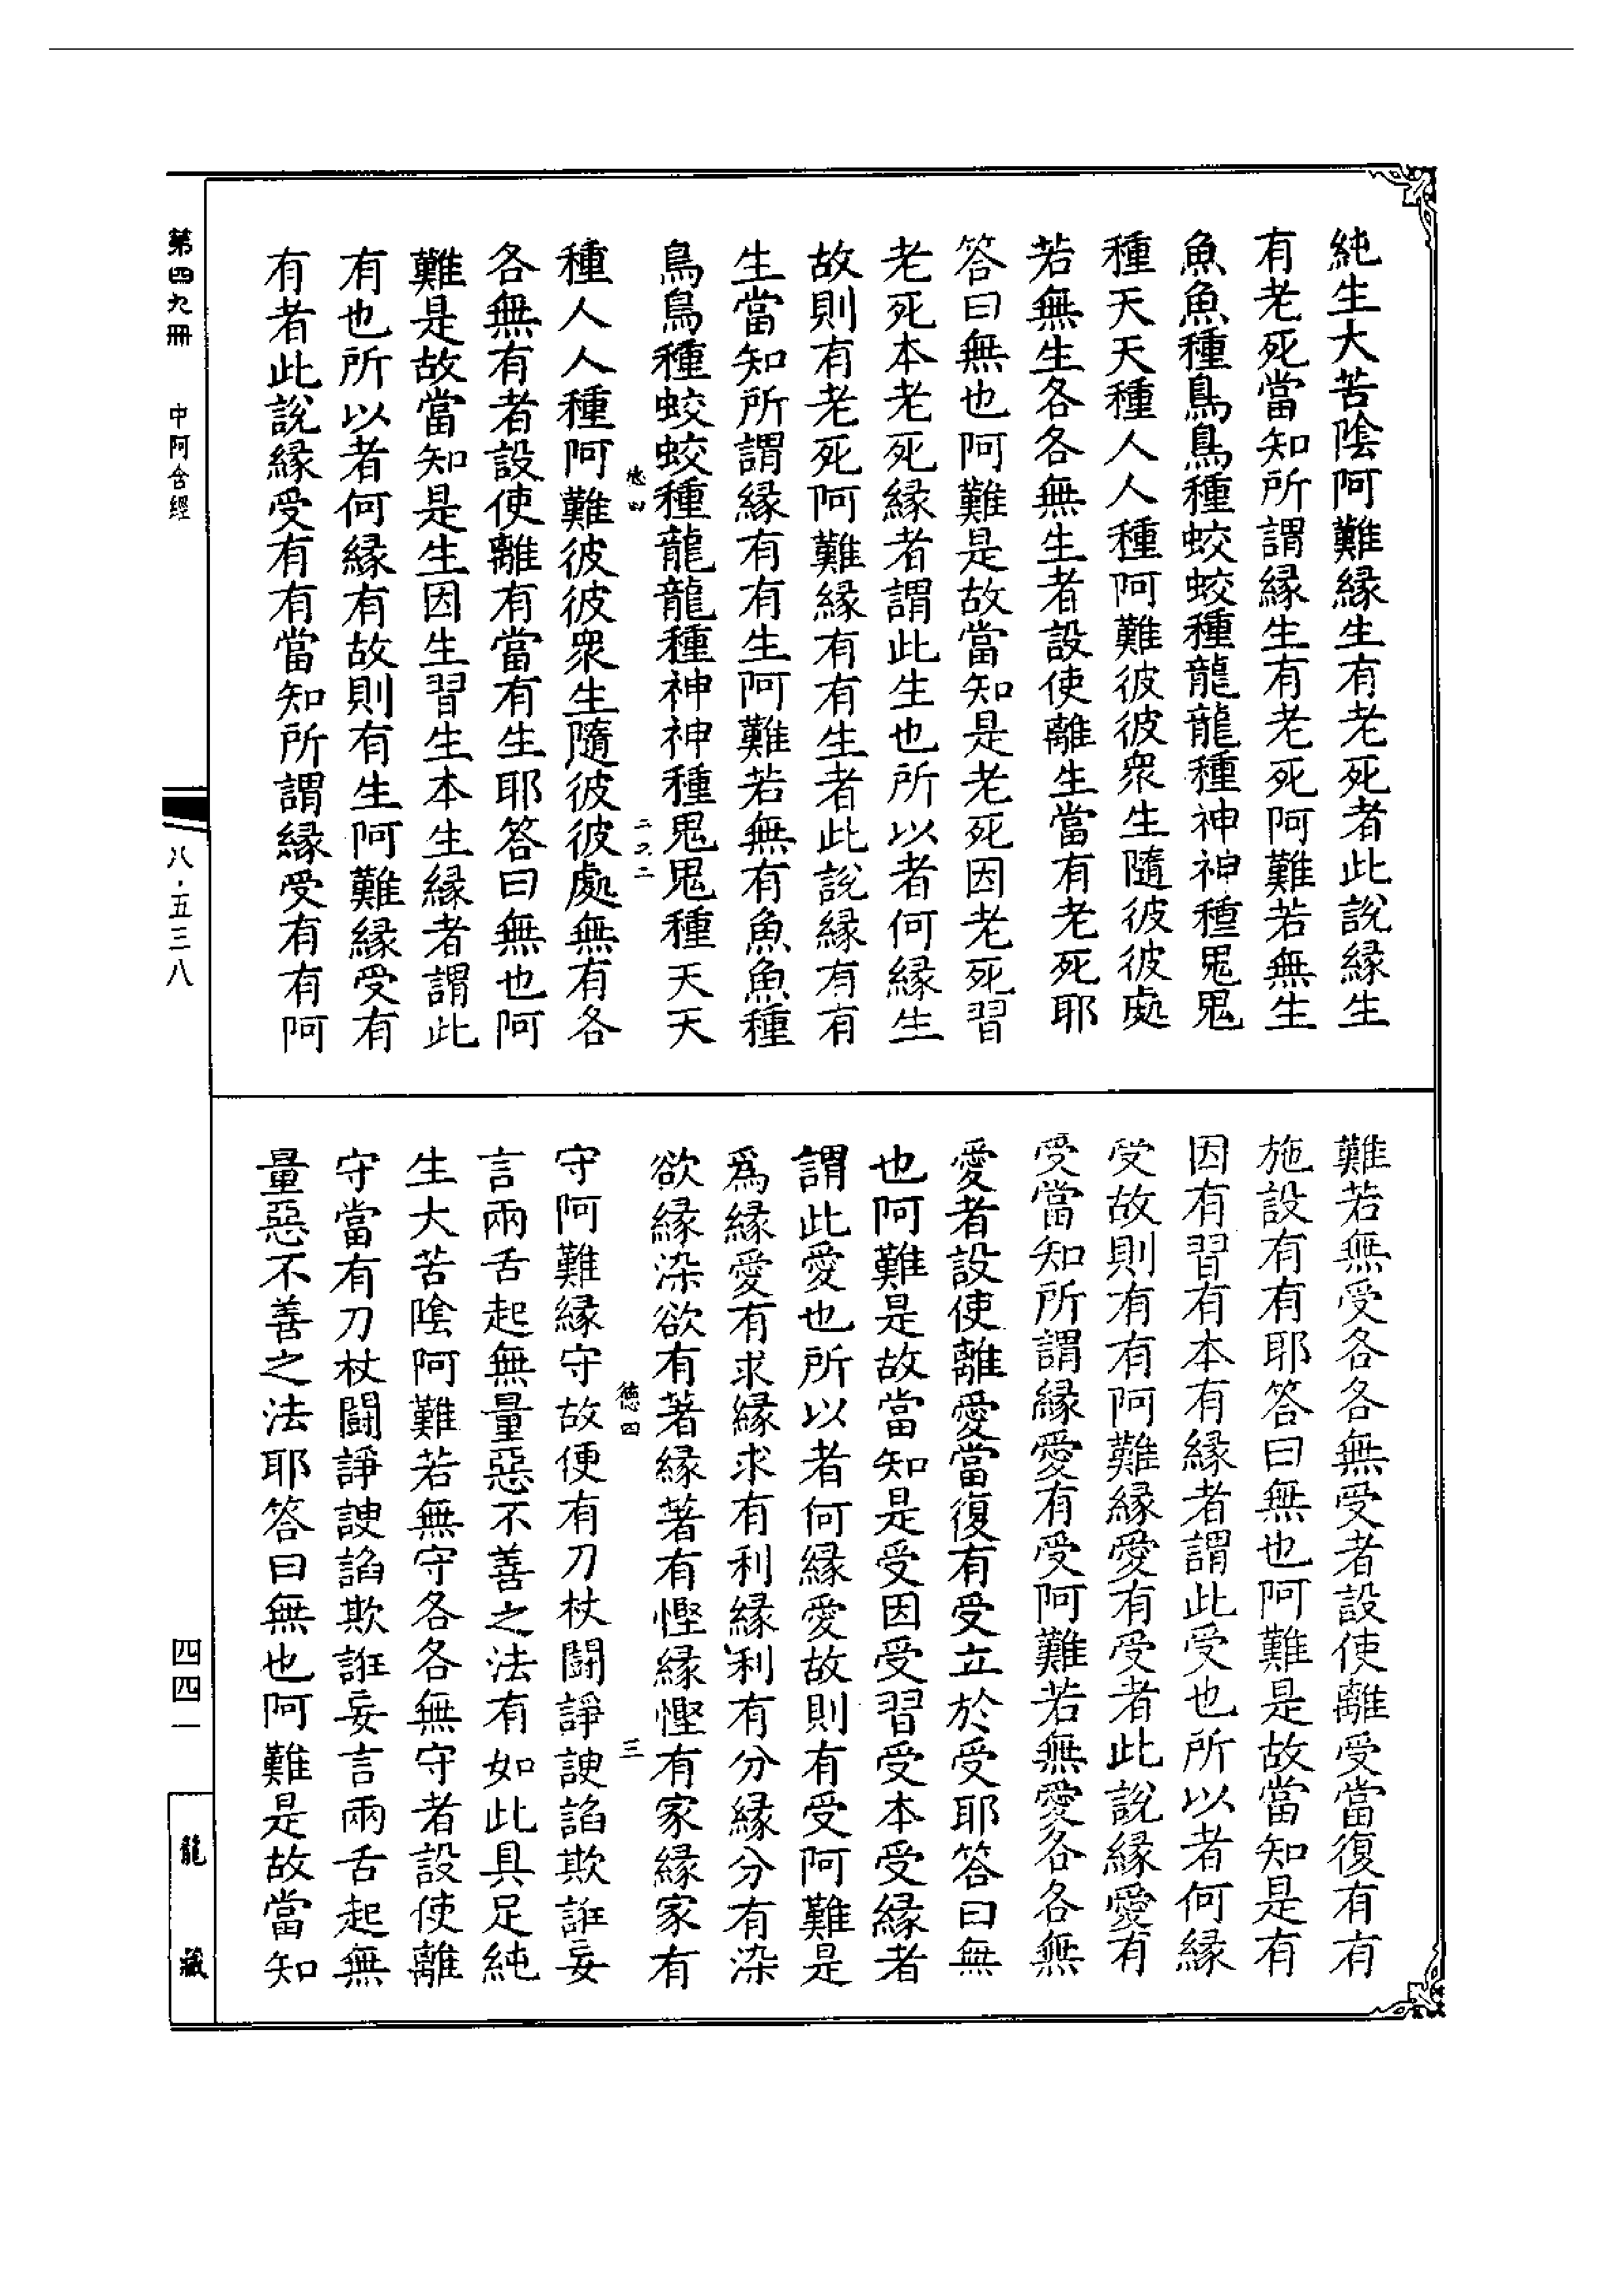 純生大苦陰阿難緣生有老死者此說緣生
有老死當知所謂緣生有老死阿難若無生
魚魚種鳥鳥種蛟蛟種龍龍種神神種鬼鬼
種天天種人人種阿難彼彼衆生隨彼彼處
若無生各各無生者設使離生當有老死耶
答曰無也阿難是故當知是老死因老死習
老死本老死緣者謂此生也所以者何緣生
故則有老死阿難緣有有生者此說緣有有
生當知所謂緣有有生阿難若無有魚魚種
鳥鳥種蛟蛟種龍龍種神神種鬼鬼種天天
德四
二之二
種人人種阿難彼彼衆生隨彼彼處無有各
各無有者設使離有當有生耶答曰無也阿
難是故當知是生因生習生本生緣者謂此
有也所以者何緣有故則有生阿難緣受有
有者此說緣受有有當知所謂緣受有有阿
難若無受各各無受者設使離受當復有有
施設有有耶答曰無也阿難是故當知是有
因有習有本有緣者謂此受也所以者何緣
受故則有有阿難緣愛有受者此說緣愛有
受當知所謂緣愛有受阿難若無愛各各無
愛者設使離愛當復有受立於受耶答曰無
也阿難是故當知是受因受習受本受緣者
謂此愛也所以者何緣愛故則有受阿難是
爲緣愛有求緣求有利緣利有分緣分有染
欲緣染欲有著緣著有慳緣慳有家緣家有
德四
三
守阿難緣守故便有刀杖鬪諍諛諂欺誑妄
言兩舌起無量惡不善之法有如此具足純
生大苦陰阿難若無守各各無守者設使離
守當有刀杖鬪諍諛諂欺誑妄言兩舌起無
量惡不善之法耶答曰無也阿難是故當知
第四九冊 中阿含經
八·五三八
四四一
龍藏